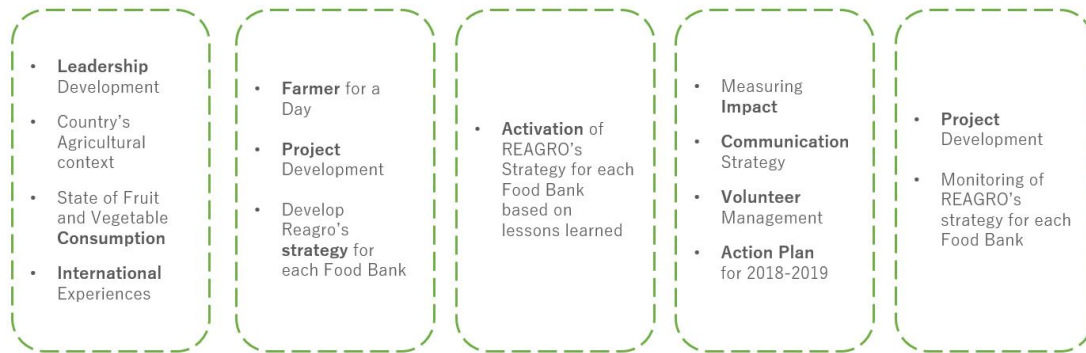 • Leadership
Development
• Country's
Agricultural
context
• State of Fruit
and Vegetable
Consumption
• International
Experiences
• Farmer for a
Day
• Project
Development
• Develop
Reagro's
strategy for
each Food Bank
• Activation of
REAGRO's
Strategy for each
Food Bank
based on
lessons learned
• Measuring
Impact
• Communication
Strategy
• Volunteer
Management
• Action Plan
for 2018-2019
• Project
Development
• Monitoring of
REAGRO's
strategy for each
Food Bank